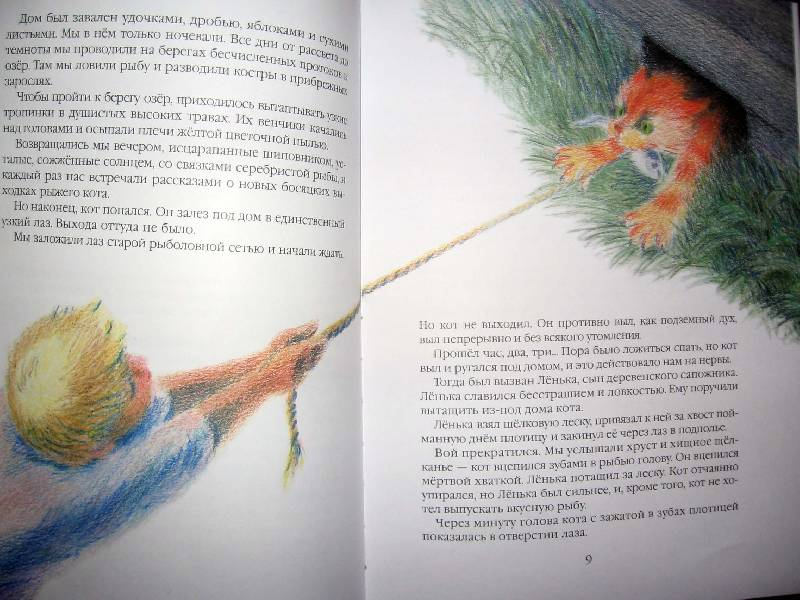 Дом был завален удочками, дробью, яблоками и сухими
листьями. Мы в нём только ночевали. Все дни от рассвета до
темноты мы проводили на берегах бесчисленных протоков и
озёр. Там мы ловили рыбу и разводили костры в прибрежных
зарослях.
Чтобы пройти к берегу озёр, приходилось вытаптывать узкие
тропинки в душистых высоких травах. Их венчики качались
над головами и осыпали плечи жёлтой цветочной пылью.
Возвращались мы вечером, исцарапанные шиповником, ус-
талые, сожжённые солнцем, со связками серебристой рыбы, и
каждый раз нас встречали рассказами о новых босяцких вы-
ходках рыжего кота.
Но наконец, кот попался. Он залез под дом в единственный
узкий лаз. Выхода оттуда не было.
Мы заложили лаз старой рыболовной сетью и начали ждать.
Но кот не выходил. Он противно выл, как подземный дух,
выл непрерывно и без всякого утомления.
Прошёл час, два, три... Пора было ложиться спать, но кот
выл и ругался под домом, и это действовало нам на нервы.
Тогда был вызван Лёнька, сын деревенского сапожника.
Лёнька славился бесстрашием и ловкостью. Ему поручили
вытащить из-под дома кота.
Лёнька взял шёлковую леску, привязал к ней за хвост пой-
манную днём плотицу и закинул её через лаз в подполье.
Вой прекратился. Мы услышали хруст и хищное щёл-
канье — кот вцепился зубами в рыбью голову. Он вцепился
мёртвой хваткой. Лёнька потащил за леску. Кот отчаянно
упирался, но Лёнька был сильнее, и, кроме того, кот не хо-
тел выпускать вкусную рыбу.
Через минуту голова кота с зажатой в зубах плотицей
показалась в отверстии лаза.
9